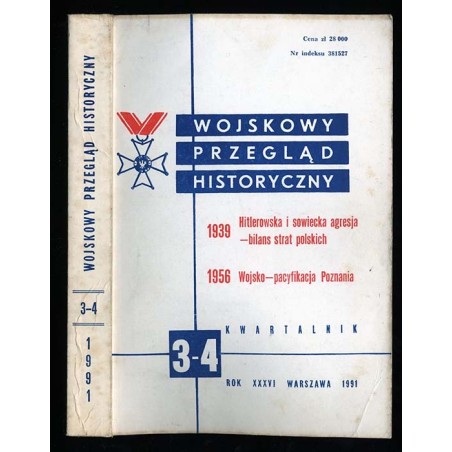 WOJSKOWY PRZEGLĄD HISTORYCZNY
3-4
1991
Cena zł 28 000
Nr indeksu 381527
WOJSKOWY
PRZEGLĄD
HISTORYCZNY
1939 Hitlerowska i sowiecka agresja
—bilans strat polskich
1956 Wojsko—pacyfikacja Poznania
KWARTALNIK
3-4
ROK XXXVI WARSZAWA 1991